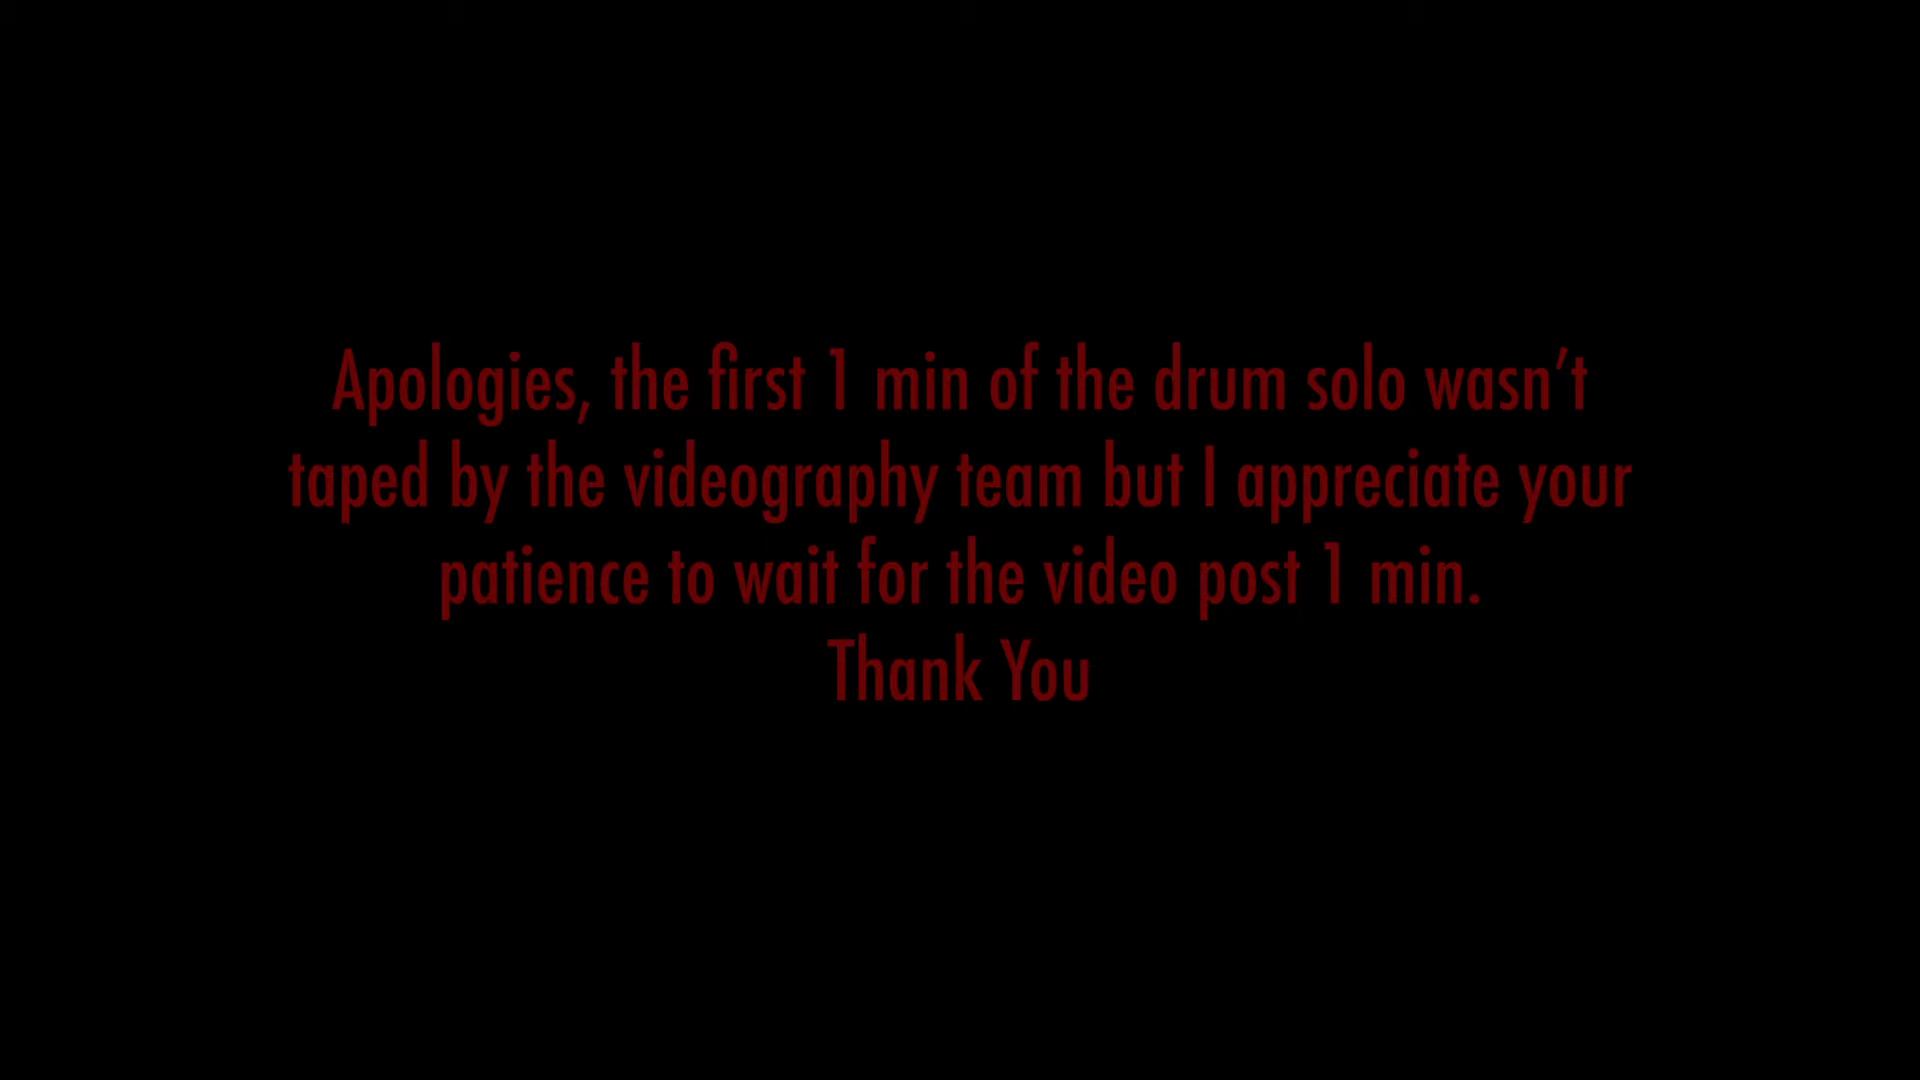 Apologies, the first 1 min of the drum solo wasn’t
taped by the videography team but I appreciate your
patience to wait for the video post 1 min.
Thank You